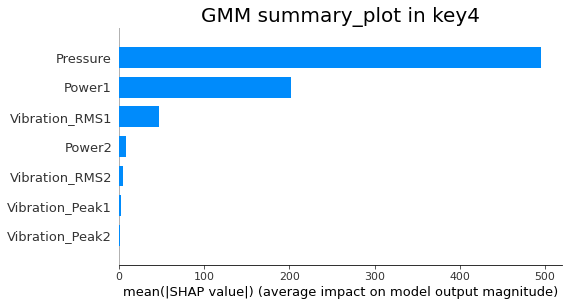 GMM summary_plot in key4
Pressure
Power1
Vibration_RMS1
Power2
Vibration_RMS2
Vibration_Peak1
Vibration_Peak2
0 100 200 300 400 500
mean(|SHAP value|) (average impact on model output magnitude)